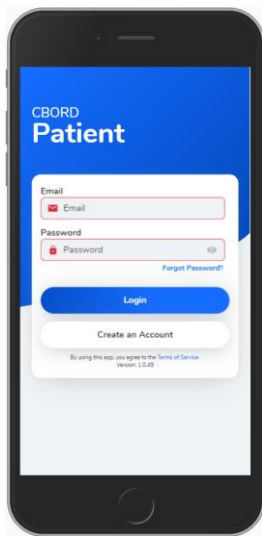 CBORD
Patient
Email
Email
Password
Password
Forgot Password?
Login
Create an Account
By using this app, you agree to the Terms of Service
Version: 1.0.45